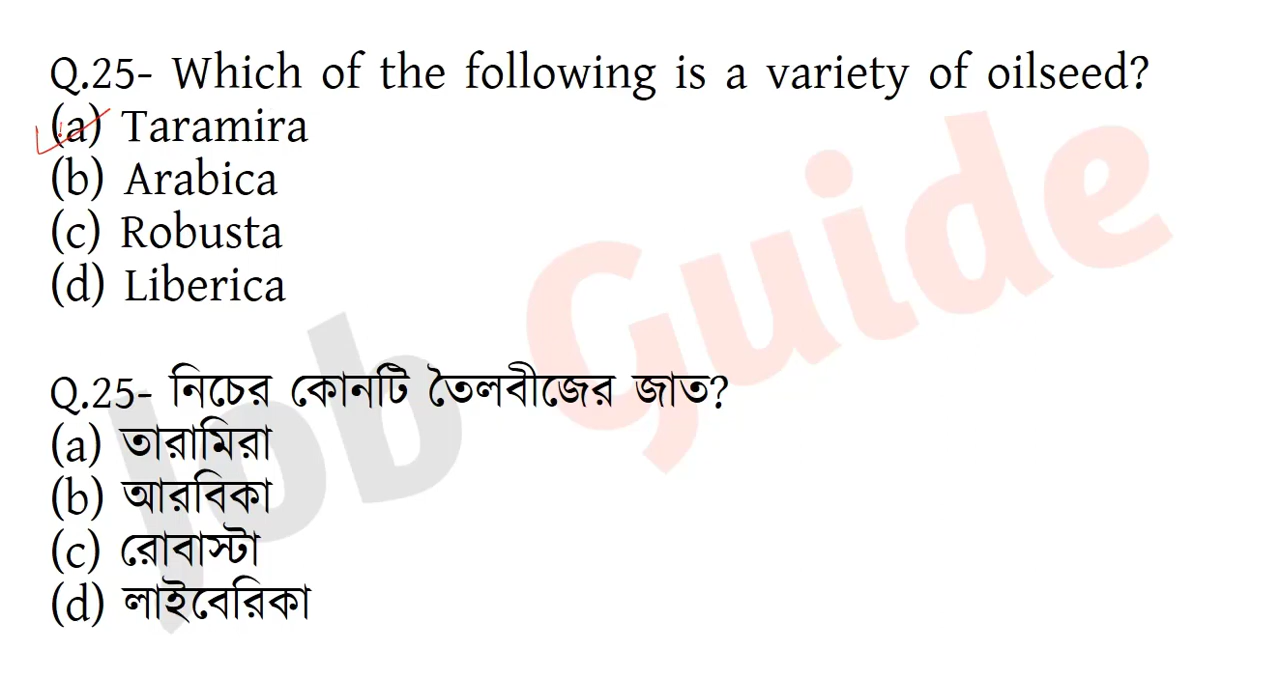 Q.25- Which of the following is a variety of oilseed?
(a) Taramira
(b) Arabica
(c) Robusta
(d) Liberica
Job Guide
Q.25- নিচের কোনটি তৈলবীজের জাত?
(a) তারামিরা
(b) আরবিকা
(c) রোবাস্টা
(d) লাইবেরিকা